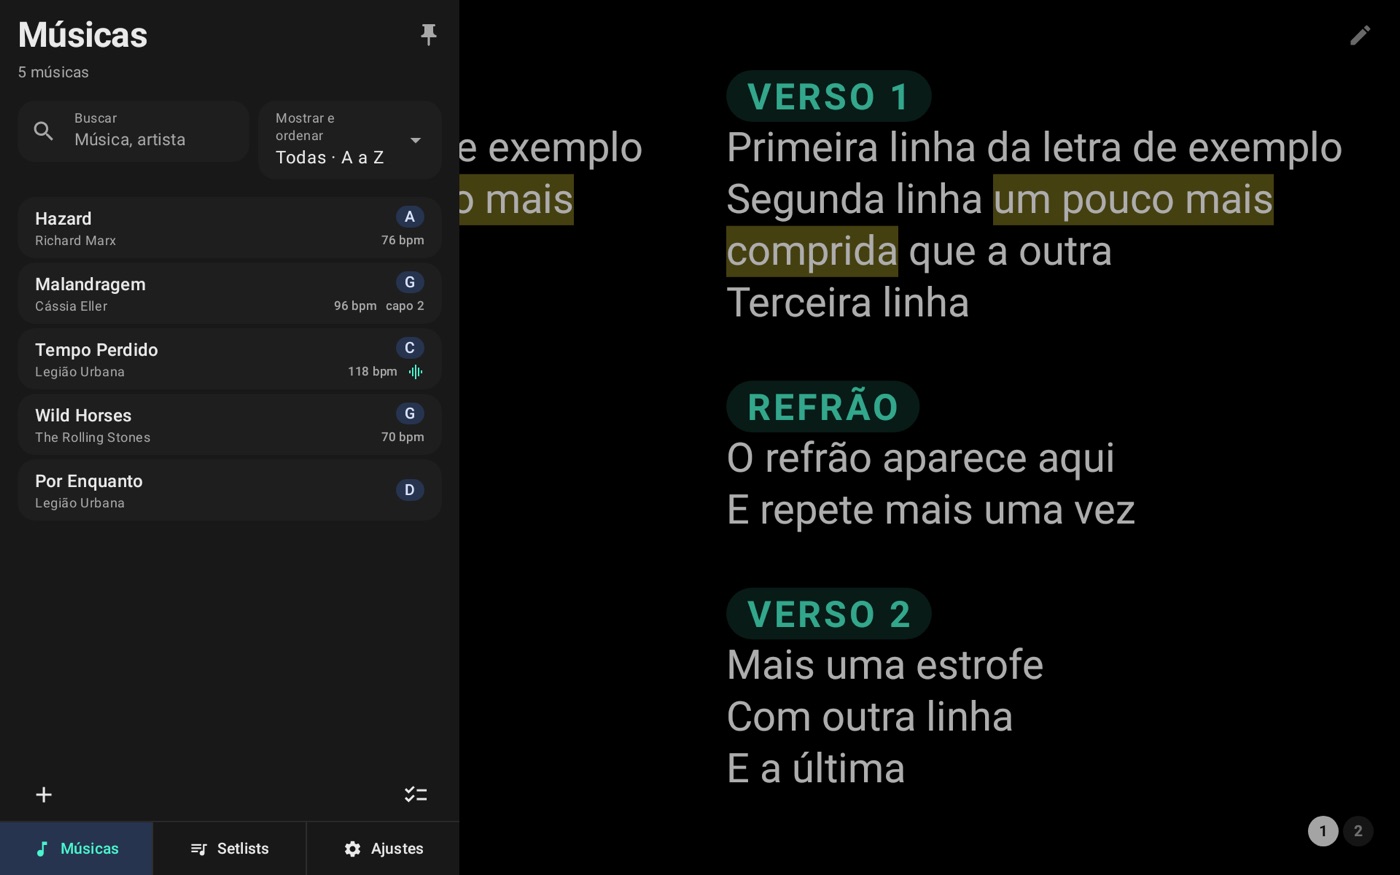 Músicas
5 músicas
Buscar
Música, artista
Mostrar e
ordenar
Todas · A a Z
Hazard
A
Richard Marx
76 bpm
Malandragem
G
Cássia Eller
96 bpm capo 2
Tempo Perdido
C
Legião Urbana
118 bpm
Wild Horses
G
The Rolling Stones
70 bpm
Por Enquanto
D
Legião Urbana
Músicas
Setlists
Ajustes
e exemplo
o mais
VERSO 1
Primeira linha da letra de exemplo
Segunda linha um pouco mais
comprida que a outra
Terceira linha
REFRÃO
O refrão aparece aqui
E repete mais uma vez
VERSO 2
Mais uma estrofe
Com outra linha
E a última
1 2